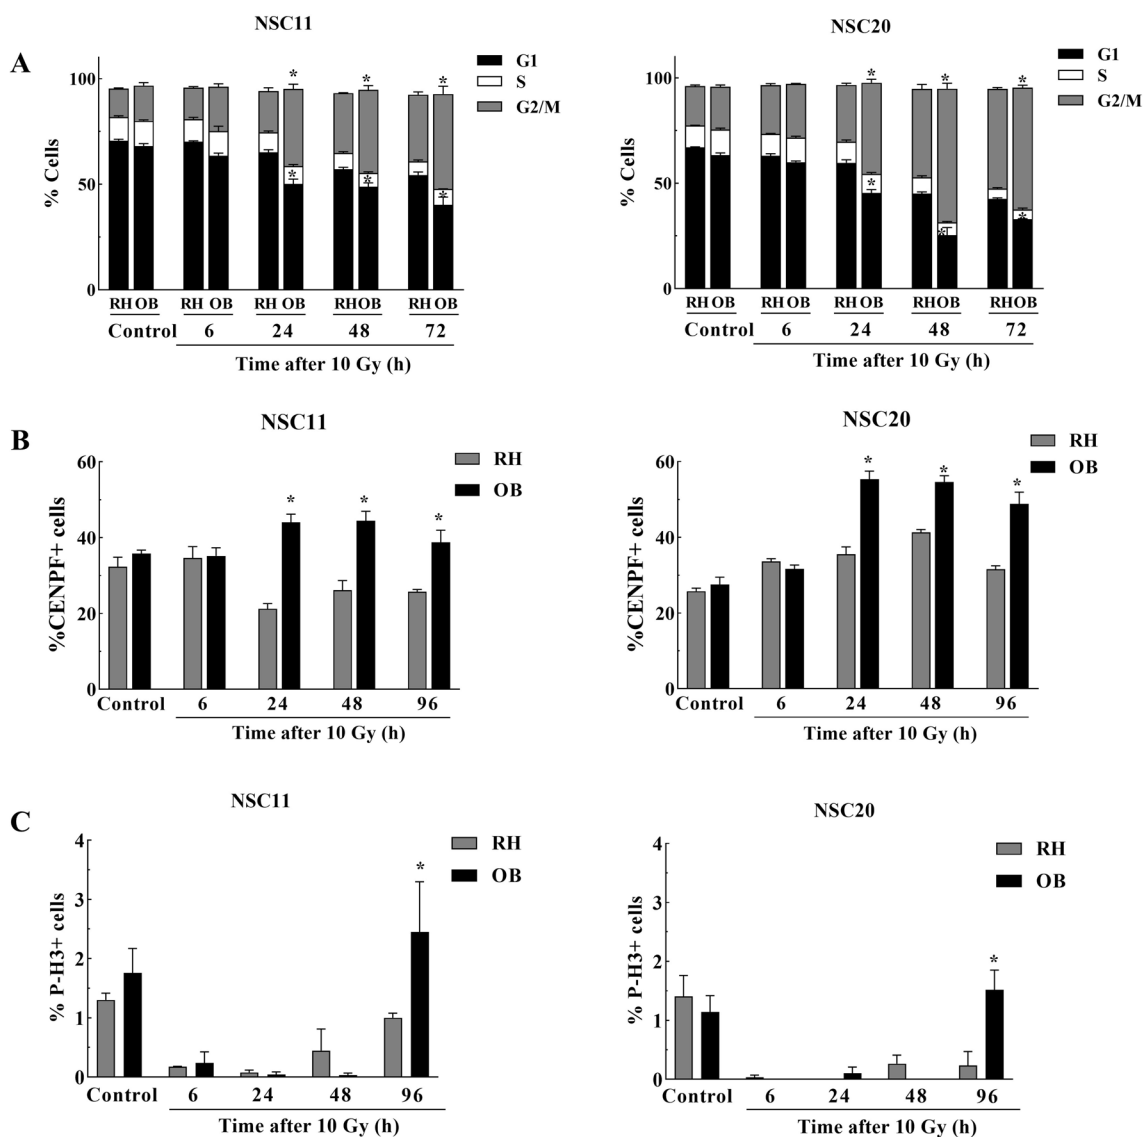 NSC11
NSC20
A
G1
S
G2/M
G1
S
G2/M
% Cells
100
50
0
% Cells
100
50
0
* * *
* * *
* * *
* * *
RH OB RH OB RH OB RH OB RH OB
RH OB RH OB RH OB RH OB RH OB
Control 6 24 48 72
Control 6 24 48 72
Time after 10 Gy (h)
Time after 10 Gy (h)
B
NSC11
NSC20
RH
OB
RH
OB
%CENPF+ cells
60
40
20
0
%CENPF+ cells
60
40
20
0
* * *
* * *
Control 6 24 48 96
Control 6 24 48 96
Time after 10 Gy (h)
Time after 10 Gy (h)
C
NSC11
NSC20
RH
OB
RH
OB
% P-H3+ cells
4
3
2
1
0
% P-H3+ cells
4
3
2
1
0
*
*
Control 6 24 48 96
Control 6 24 48 96
Time after 10 Gy (h)
Time after 10 Gy (h)